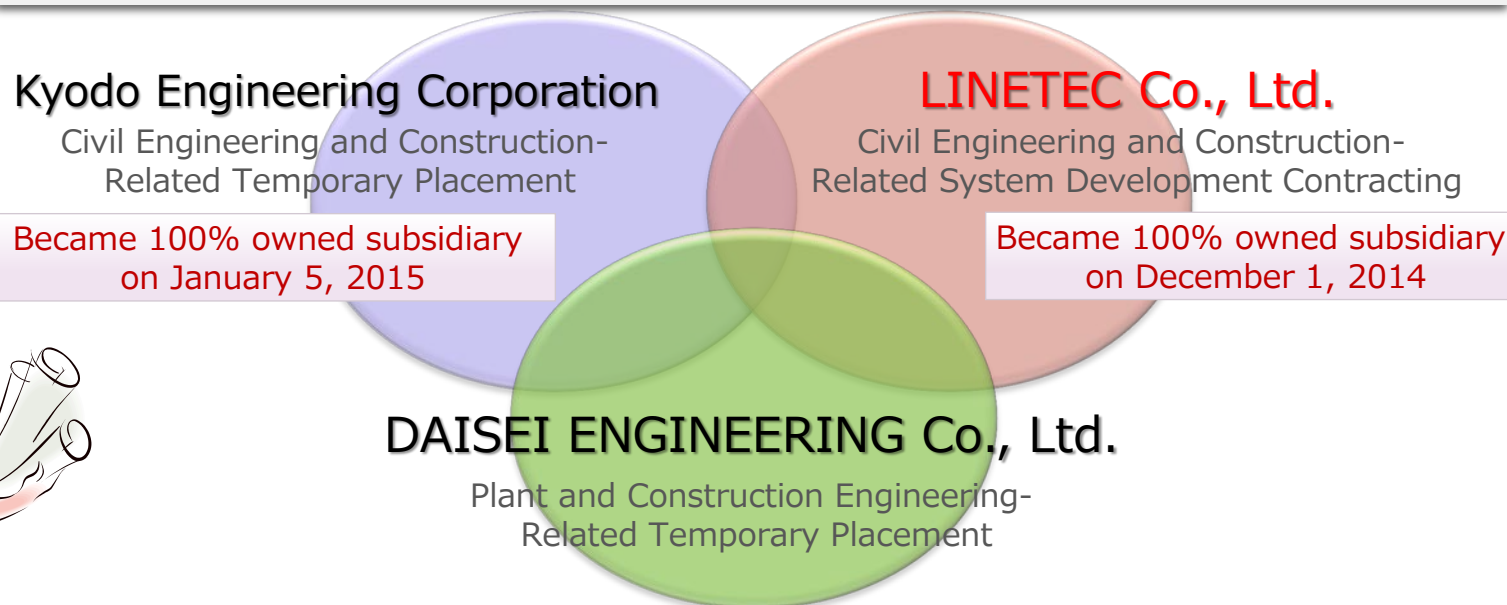 Kyodo Engineering Corporation
Civil Engineering and Construction-
Related Temporary Placement
Became 100% owned subsidiary
on January 5, 2015
LINETEC Co., Ltd.
Civil Engineering and Construction-
Related System Development Contracting
Became 100% owned subsidiary
on December 1, 2014
DAISEI ENGINEERING Co., Ltd.
Plant and Construction Engineering-
Related Temporary Placement